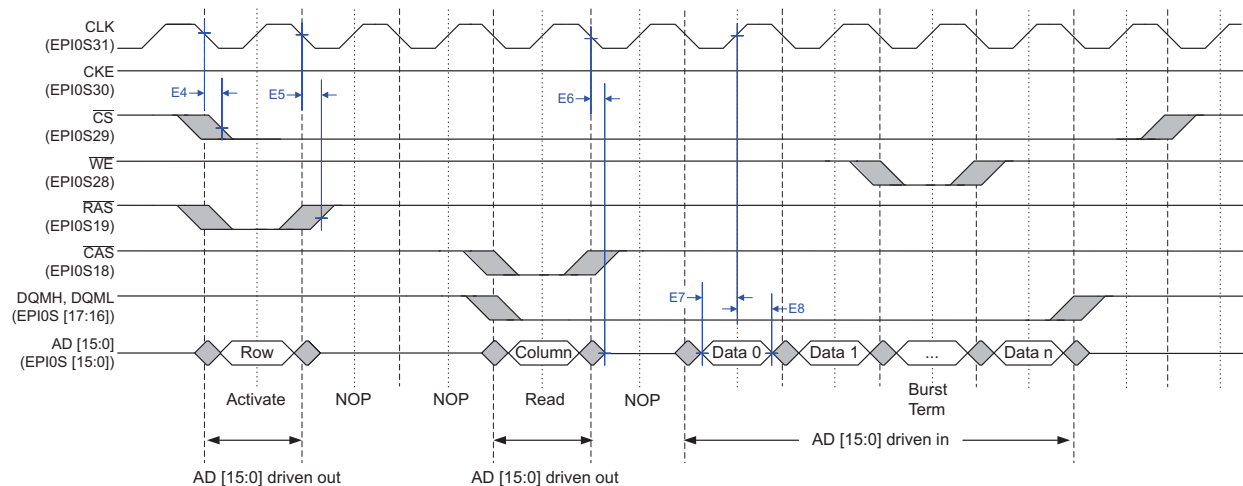 CLK
(EPI0S31)
CKE
(EPI0S30)
E4
E5
E6
CS
(EPI0S29)
WE
(EPI0S28)
RAS
(EPI0S19)
CAS
(EPI0S18)
DQMH, DQML
(EPI0S [17:16])
E7
E8
AD [15:0]
(EPI0S [15:0])
Row
Column
Data 0
Data 1
...
Data n
Activate
NOP
NOP
Read
NOP
Burst
Term
AD [15:0] driven in
AD [15:0] driven out
AD [15:0] driven out